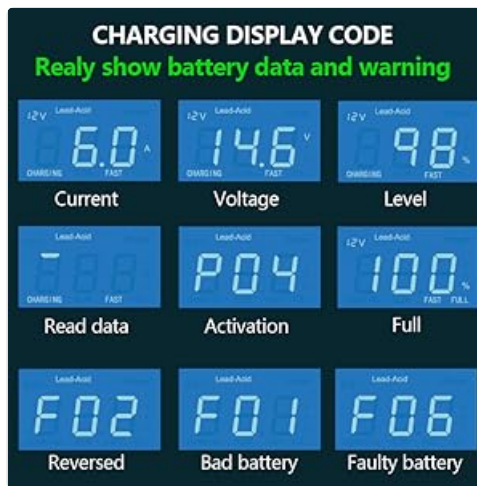 CHARGING DISPLAY CODE
Realy show battery data and warning
12V Lead-Acid
6.0 A
CHARGING FAST
Current
12V Lead-Acid
14.6 V
CHARGING FAST
Voltage
12V Lead-Acid
98 %
CHARGING FAST
Level
Lead-Acid
CHARGING FAST
Read data
Lead-Acid
P04
Activation
12V Lead-Acid
100 %
FAST FULL
Full
Lead-Acid
F02
Reversed
Lead-Acid
F01
Bad battery
Lead-Acid
F06
Faulty battery